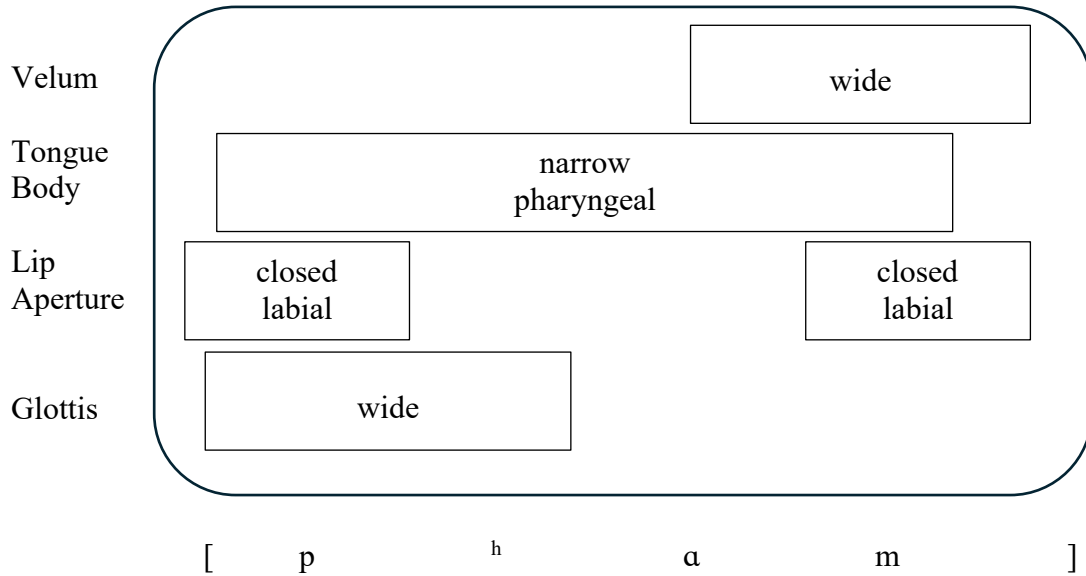 Velum
wide
Tongue
Body
narrow
pharyngeal
Lip
Aperture
closed
labial
closed
labial
Glottis
wide
[ p ʰ ɑ m ]